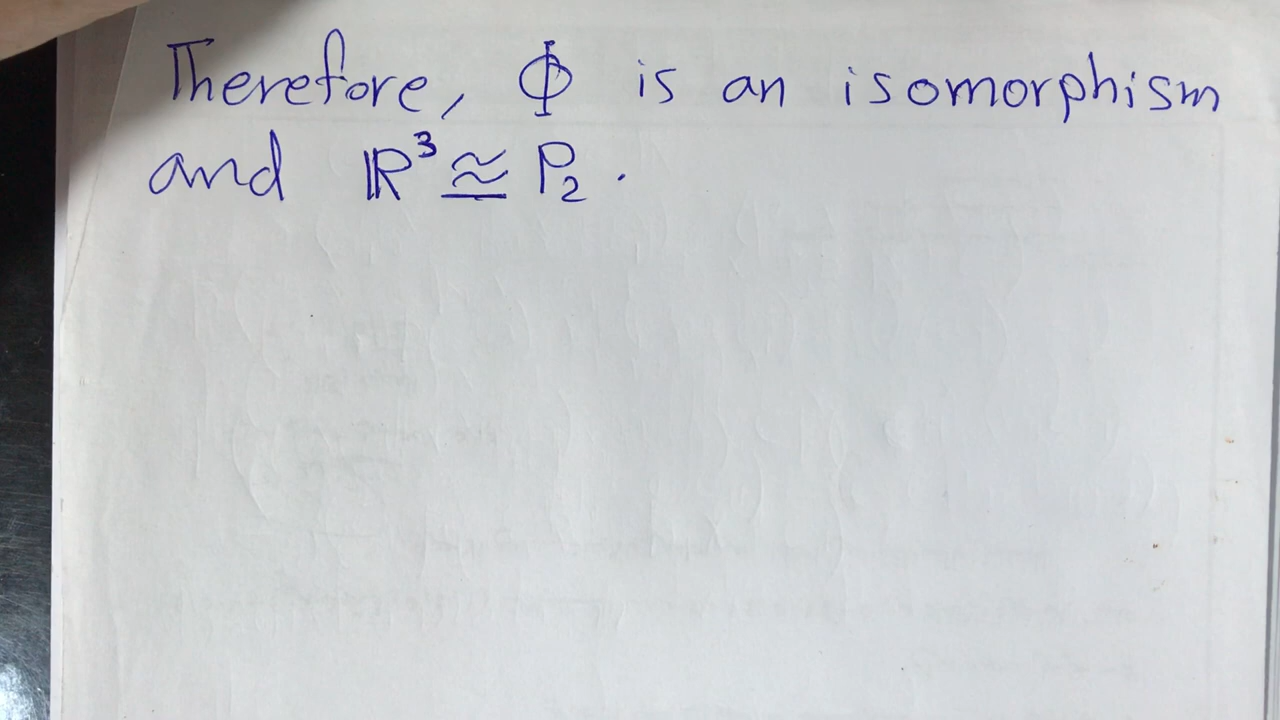 Therefore, Φ is an isomorphism
and ℝ³ ≅ P₂.